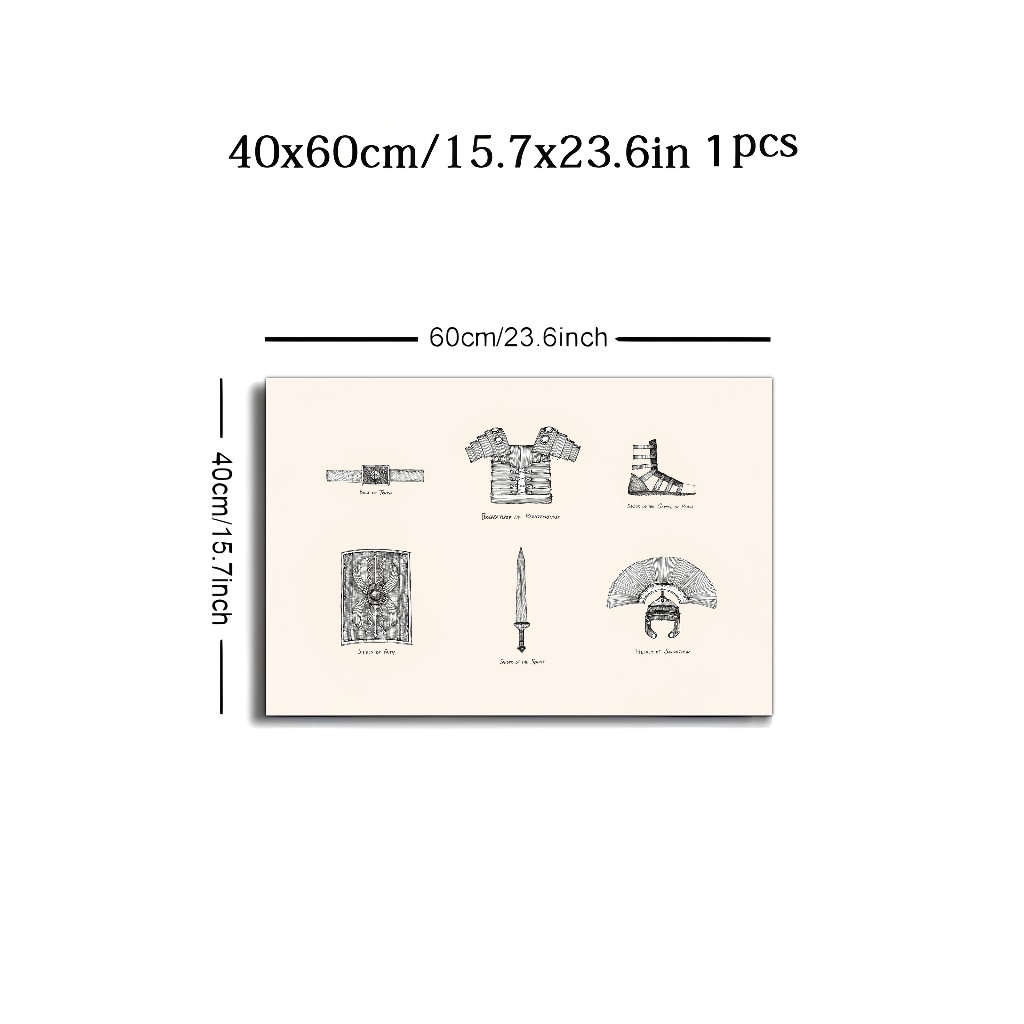 40x60cm/15.7x23.6in 1pcs
60cm/23.6inch
40cm/15.7inch
Belt of Truth
Breastplate of Righteousness
Shoes of the Gospel of Peace
Shield of Faith
Sword of the Spirit
Helmet of Salvation